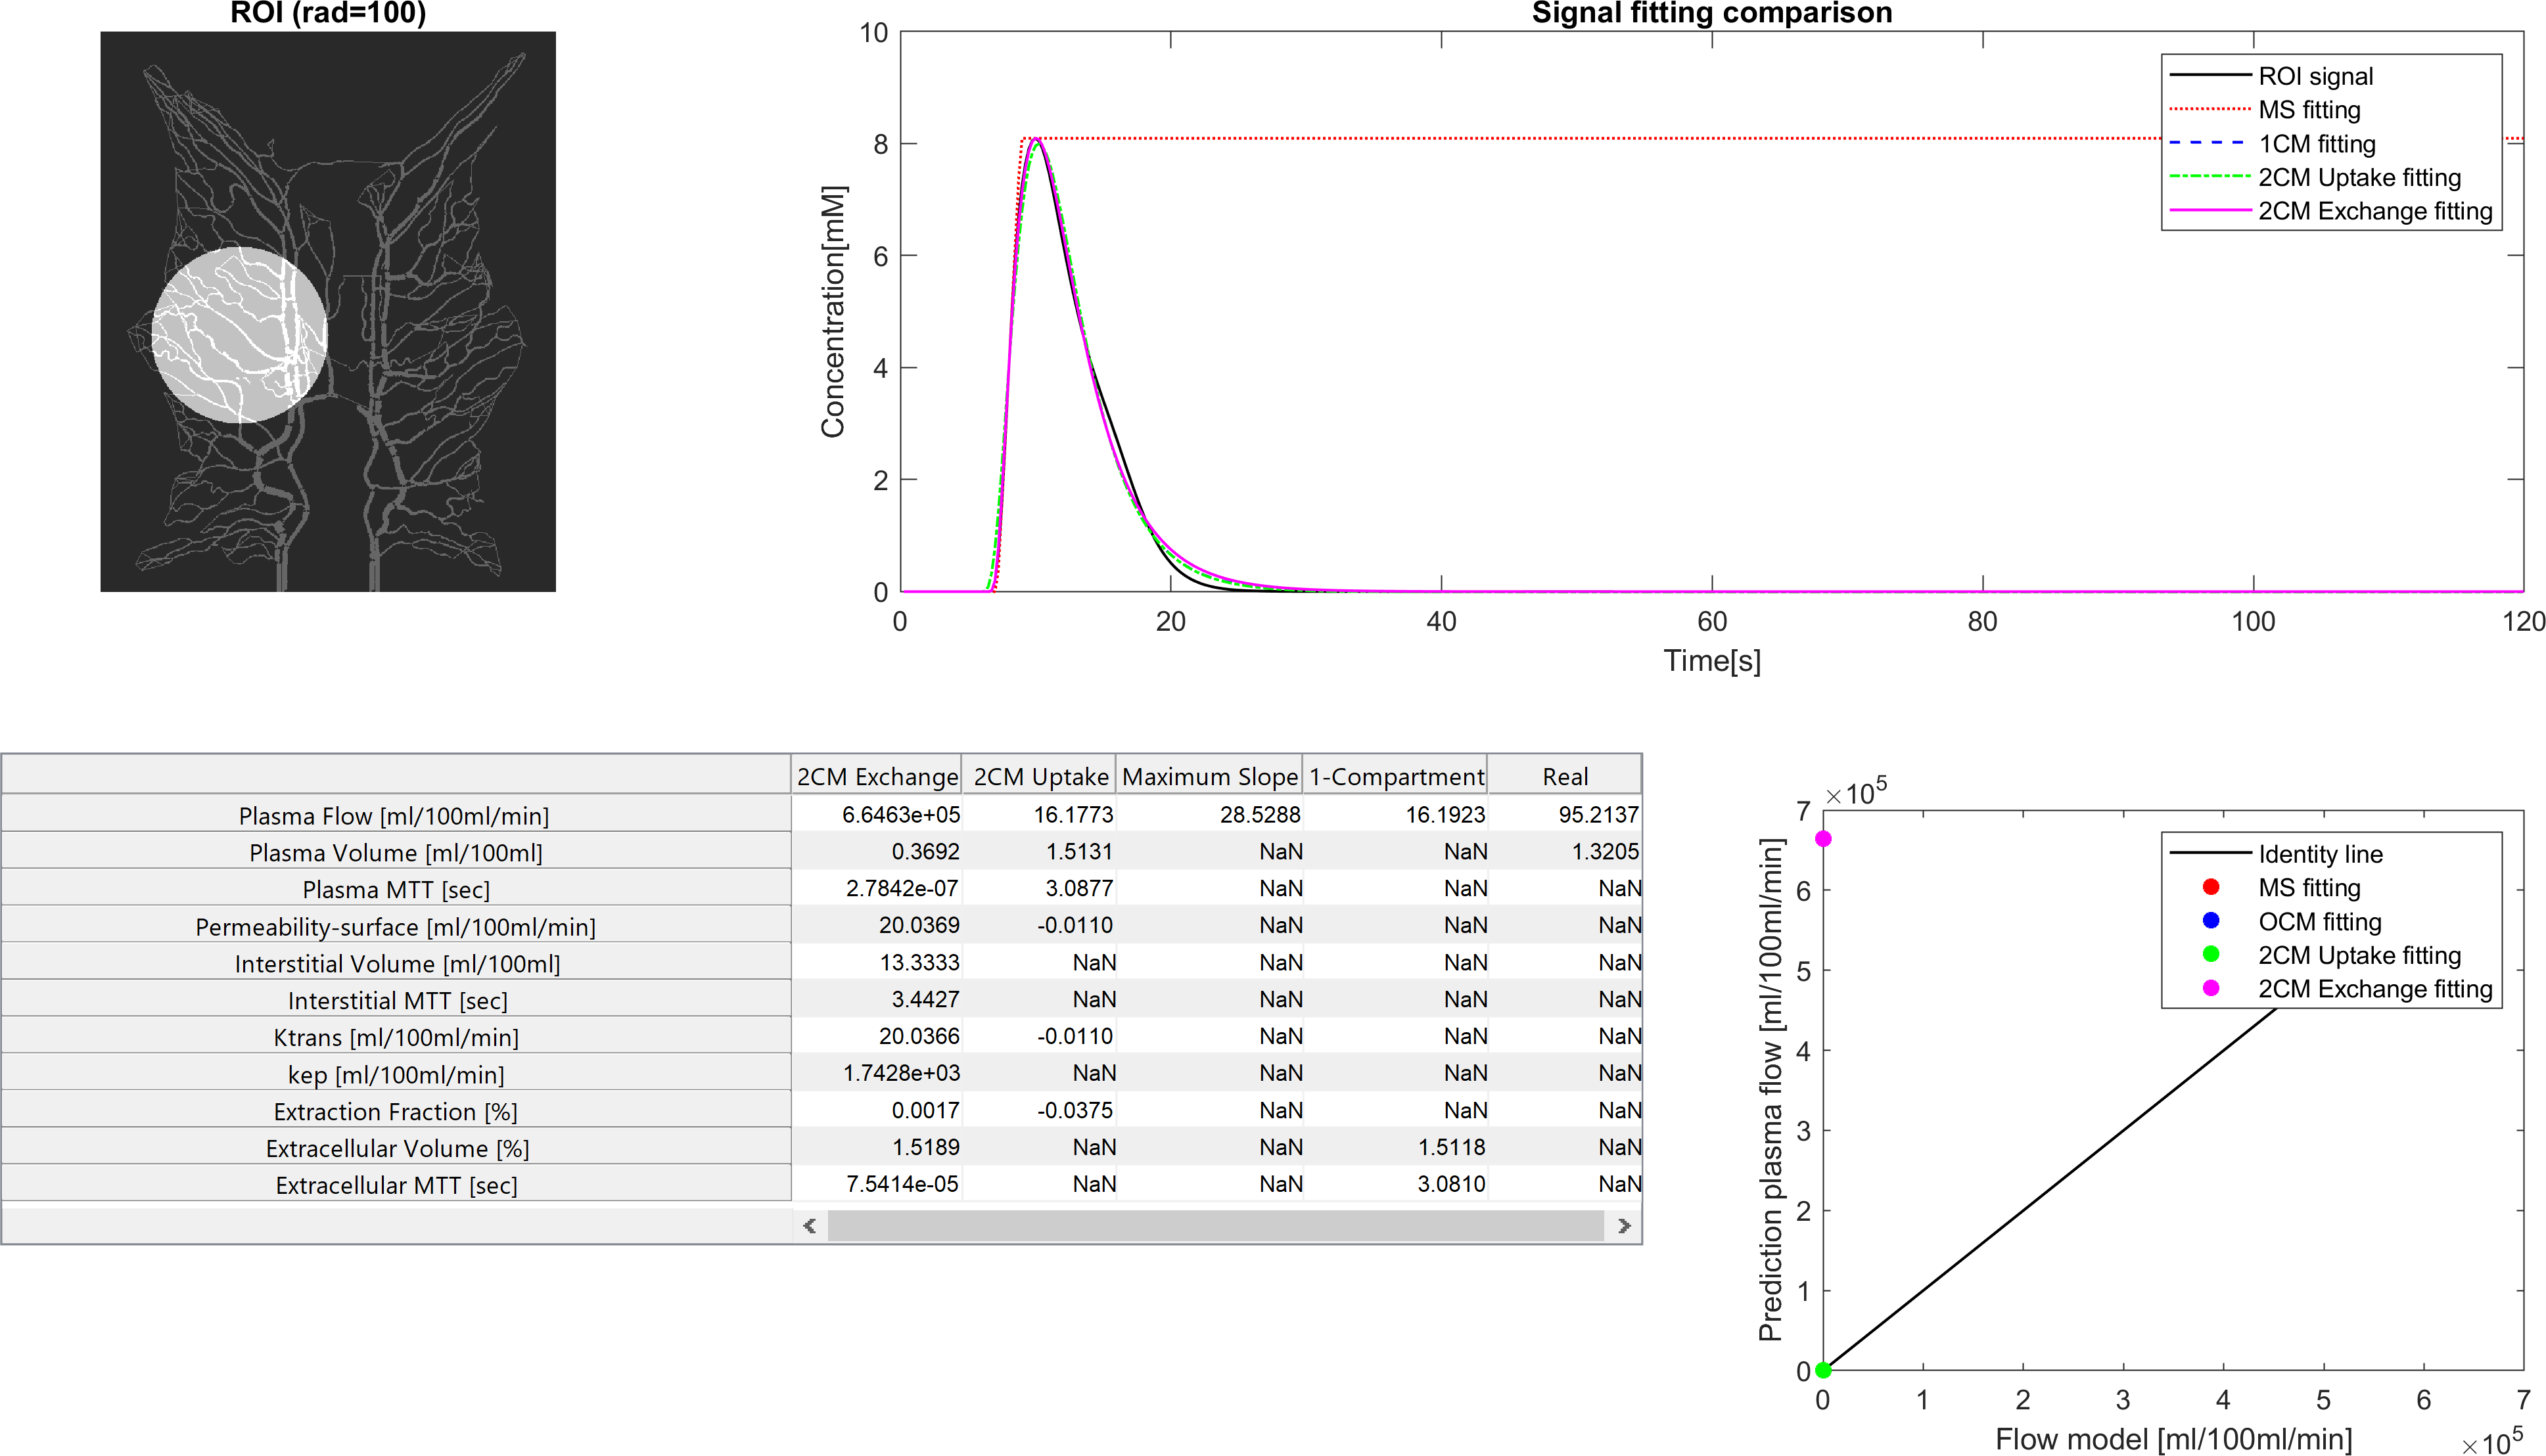 ROI (rad=100)
Signal fitting comparison
10
8
6
4
2
0
Concentration[mM]
0 20 40 60 80 100 120
Time[s]
ROI signal
MS fitting
1CM fitting
2CM Uptake fitting
2CM Exchange fitting
2CM Exchange 2CM Uptake Maximum Slope 1-Compartment Real
Plasma Flow [ml/100ml/min] 6.6463e+05 16.1773 28.5288 16.1923 95.2137
Plasma Volume [ml/100ml] 0.3692 1.5131 NaN NaN 1.3205
Plasma MTT [sec] 2.7842e-07 3.0877 NaN NaN NaN
Permeability-surface [ml/100ml/min] 20.0369 -0.0110 NaN NaN NaN
Interstitial Volume [ml/100ml] 13.3333 NaN NaN NaN NaN
Interstitial MTT [sec] 3.4427 NaN NaN NaN NaN
Ktrans [ml/100ml/min] 20.0366 -0.0110 NaN NaN NaN
kep [ml/100ml/min] 1.7428e+03 NaN NaN NaN NaN
Extraction Fraction [%] 0.0017 -0.0375 NaN NaN NaN
Extracellular Volume [%] 1.5189 NaN NaN 1.5118 NaN
Extracellular MTT [sec] 7.5414e-05 NaN NaN 3.0810 NaN
×10^5
7
6
5
4
3
2
1
0
Prediction plasma flow [ml/100ml/min]
Identity line
MS fitting
OCM fitting
2CM Uptake fitting
2CM Exchange fitting
0 1 2 3 4 5 6 7
Flow model [ml/100ml/min]
×10^5